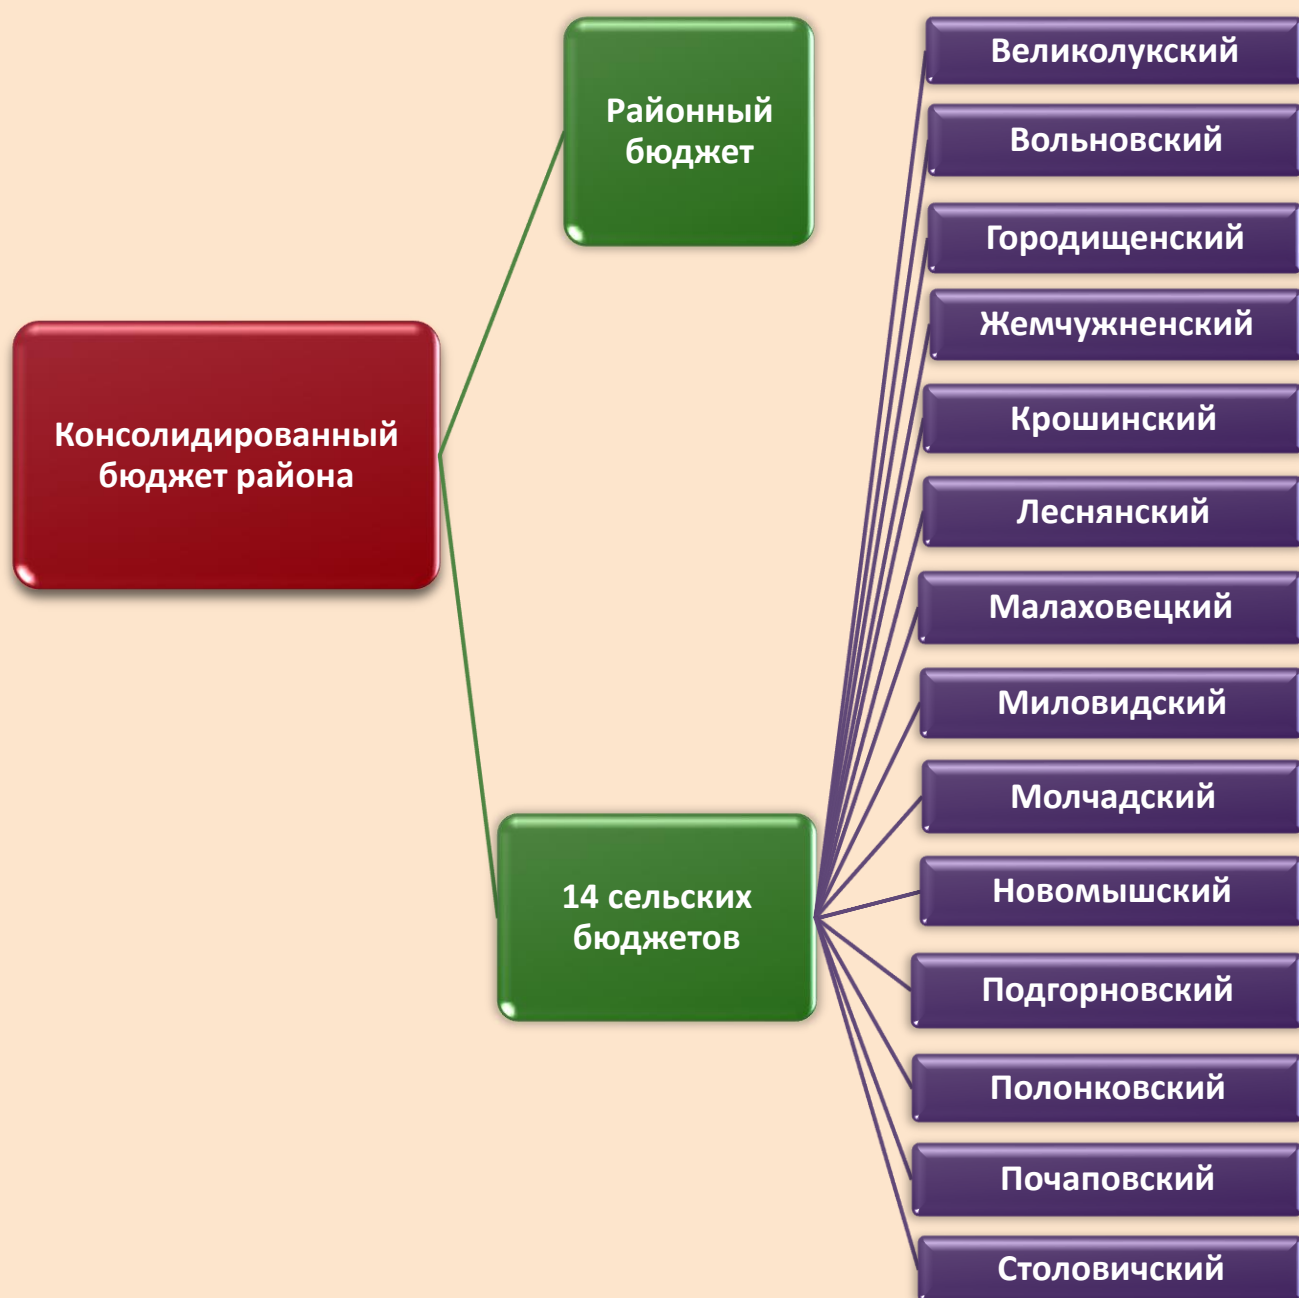 Районный
бюджет
Консолидированный
бюджет района
14 сельских
бюджетов
Великолукский
Вольновский
Городищенский
Жемчужненский
Крошинский
Леснянский
Малаховецкий
Миловидский
Молчадский
Новомышский
Подгорновский
Полонковский
Почаповский
Столовичский